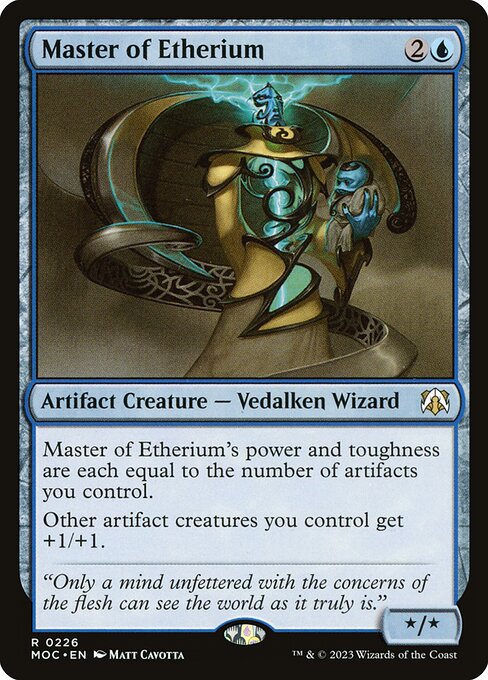 Master of Etherium 2
Artifact Creature — Vedalken Wizard
Master of Etherium's power and toughness
are each equal to the number of artifacts
you control.
Other artifact creatures you control get
+1/+1.
“Only a mind unfettered with the concerns of
the flesh can see the world as it truly is.”
*/*
R 0226
MOC • EN Matt Cavotta
™ & © 2023 Wizards of the Coast